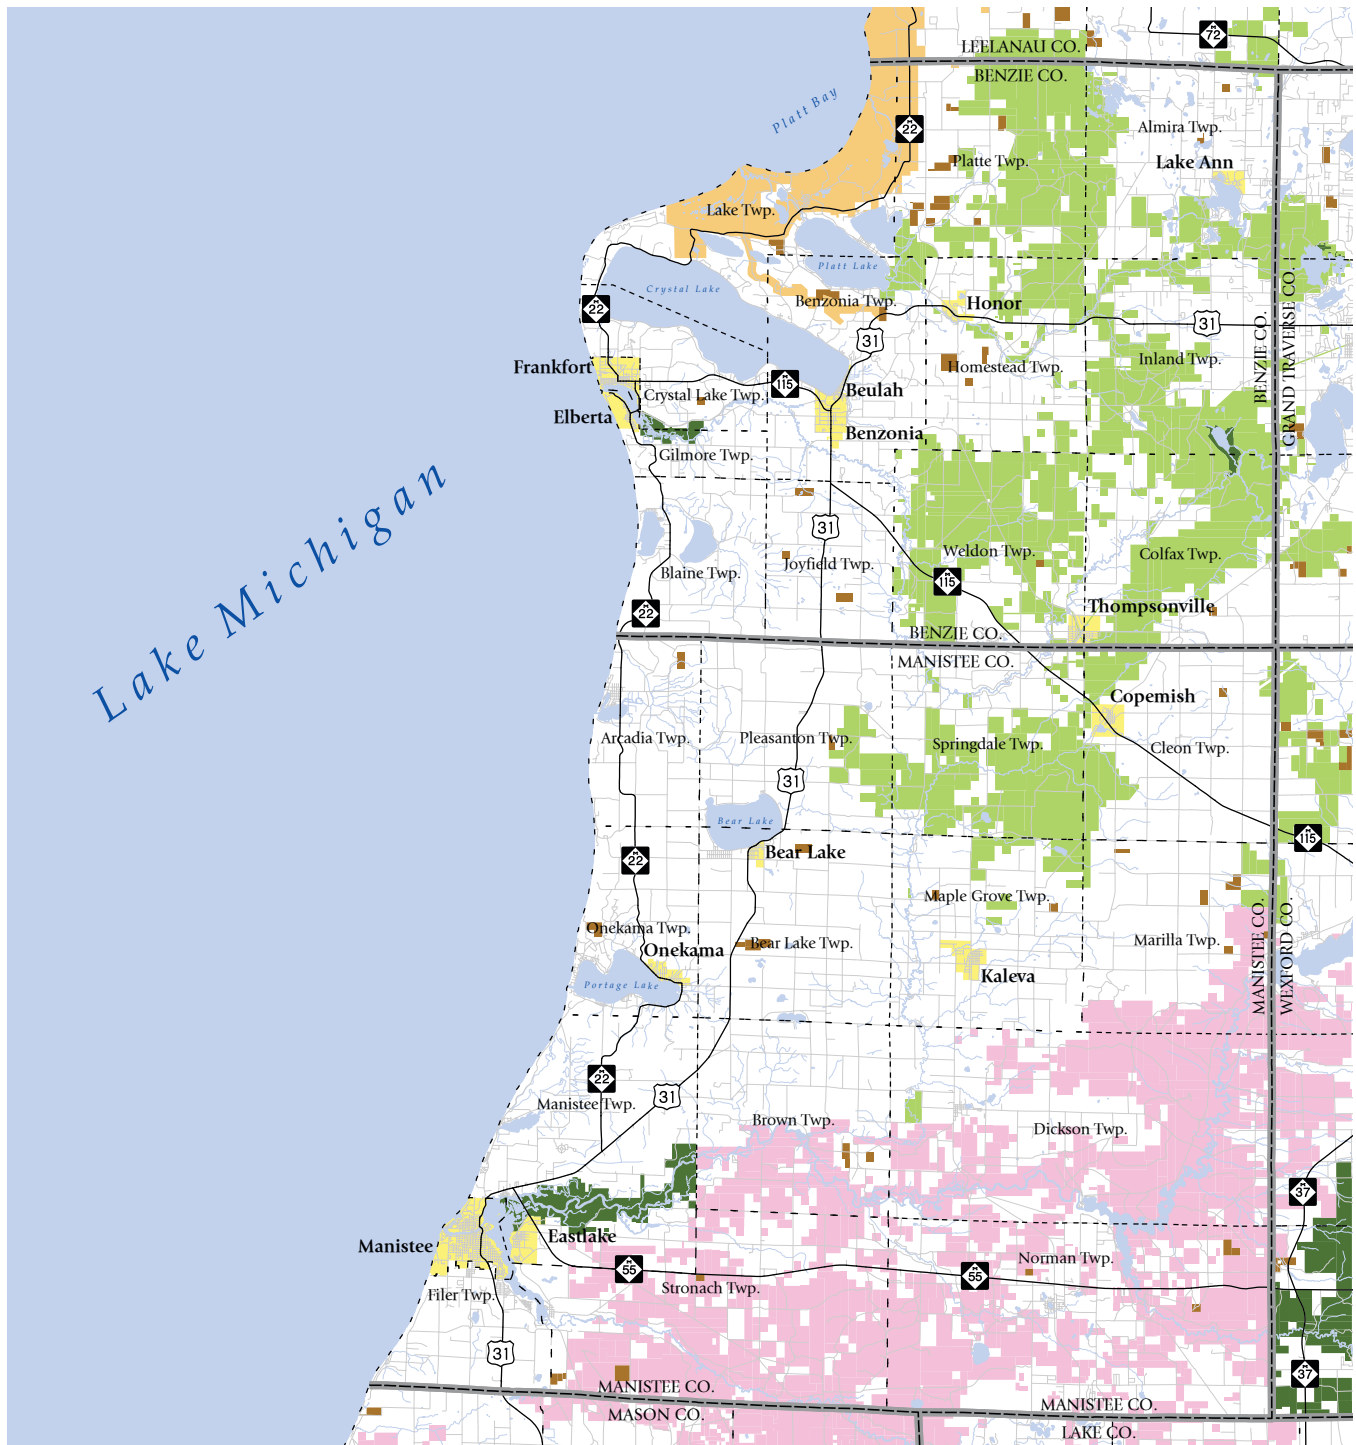 M 72
LEELANAU CO.
BENZIE CO.
Platt Bay
M 22
Almira Twp.
Platte Twp.
Lake Ann
Lake Twp.
Platt Lake
Crystal Lake
Benzonia Twp.
Honor
M 22
31
31
BENZIE CO.
GRAND TRAVERSE CO.
Inland Twp.
Homestead Twp.
Frankfort
M 115
Beulah
Crystal Lake Twp.
Elberta
Benzonia
Gilmore Twp.
Lake Michigan
31
Weldon Twp.
Colfax Twp.
Joyfield Twp.
Blaine Twp.
M 115
M 22
Thompsonville
BENZIE CO.
MANISTEE CO.
Copemish
Arcadia Twp.
Pleasanton Twp.
Springdale Twp.
Cleon Twp.
31
Bear Lake
M 115
Bear Lake
M 22
Maple Grove Twp.
Onekama Twp.
Bear Lake Twp.
Marilla Twp.
MANISTEE CO.
WEXFORD CO.
Onekama
Kaleva
Portage Lake
M 22
31
Manistee Twp.
Brown Twp.
Dickson Twp.
M 37
Eastlake
Manistee
Norman Twp.
M 55
M 55
Stronach Twp.
Filer Twp.
31
M 37
MANISTEE CO.
MASON CO.
MANISTEE CO.
LAKE CO.